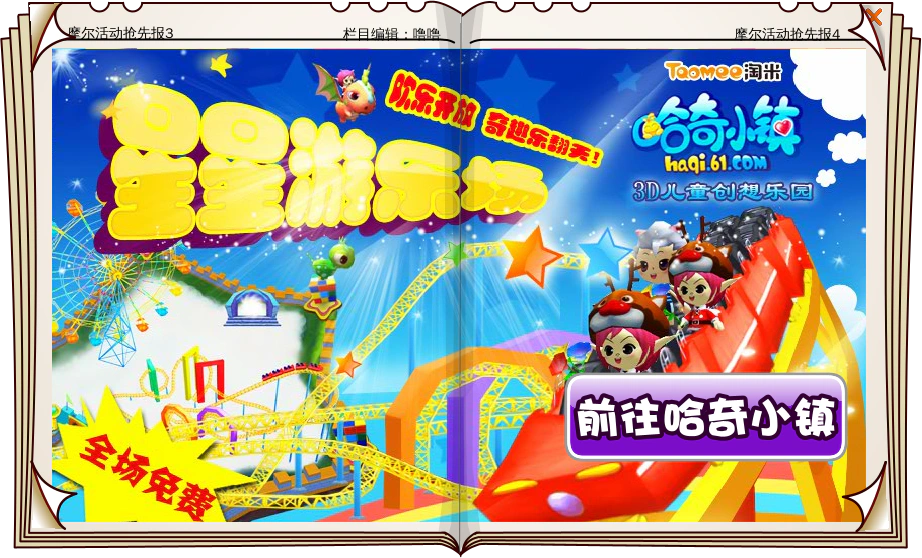 摩尔活动抢先报3
栏目编辑：噜噜
摩尔活动抢先报4
星星游乐场
欢乐开放 奇趣乐翻天！
TaoMee淘米
哈奇小镇
haqi.61.com
3D儿童创想乐园
前往哈奇小镇
全场免费